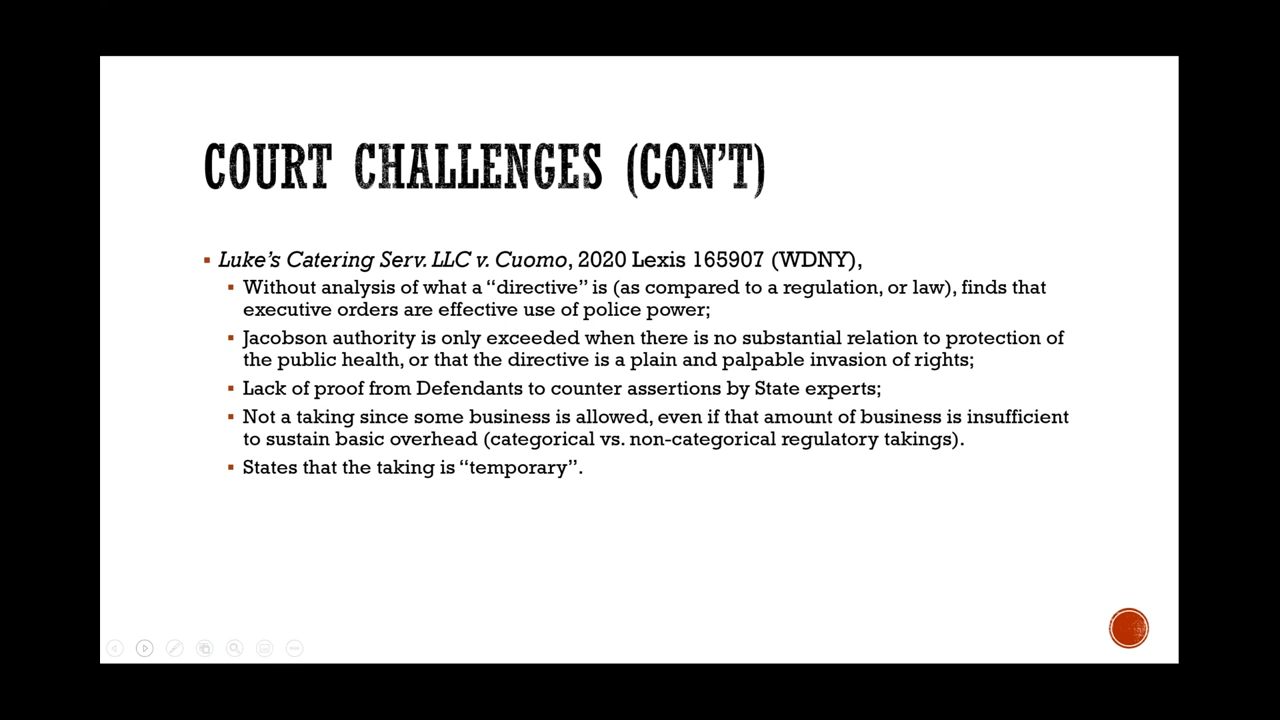 COURT CHALLENGES (CON'T)
Luke's Catering Serv. LLC v. Cuomo, 2020 Lexis 165907 (WDNY),
Without analysis of what a “directive” is (as compared to a regulation, or law), finds that
executive orders are effective use of police power;
Jacobson authority is only exceeded when there is no substantial relation to protection of
the public health, or that the directive is a plain and palpable invasion of rights;
Lack of proof from Defendants to counter assertions by State experts;
Not a taking since some business is allowed, even if that amount of business is insufficient
to sustain basic overhead (categorical vs. non-categorical regulatory takings).
States that the taking is “temporary”.